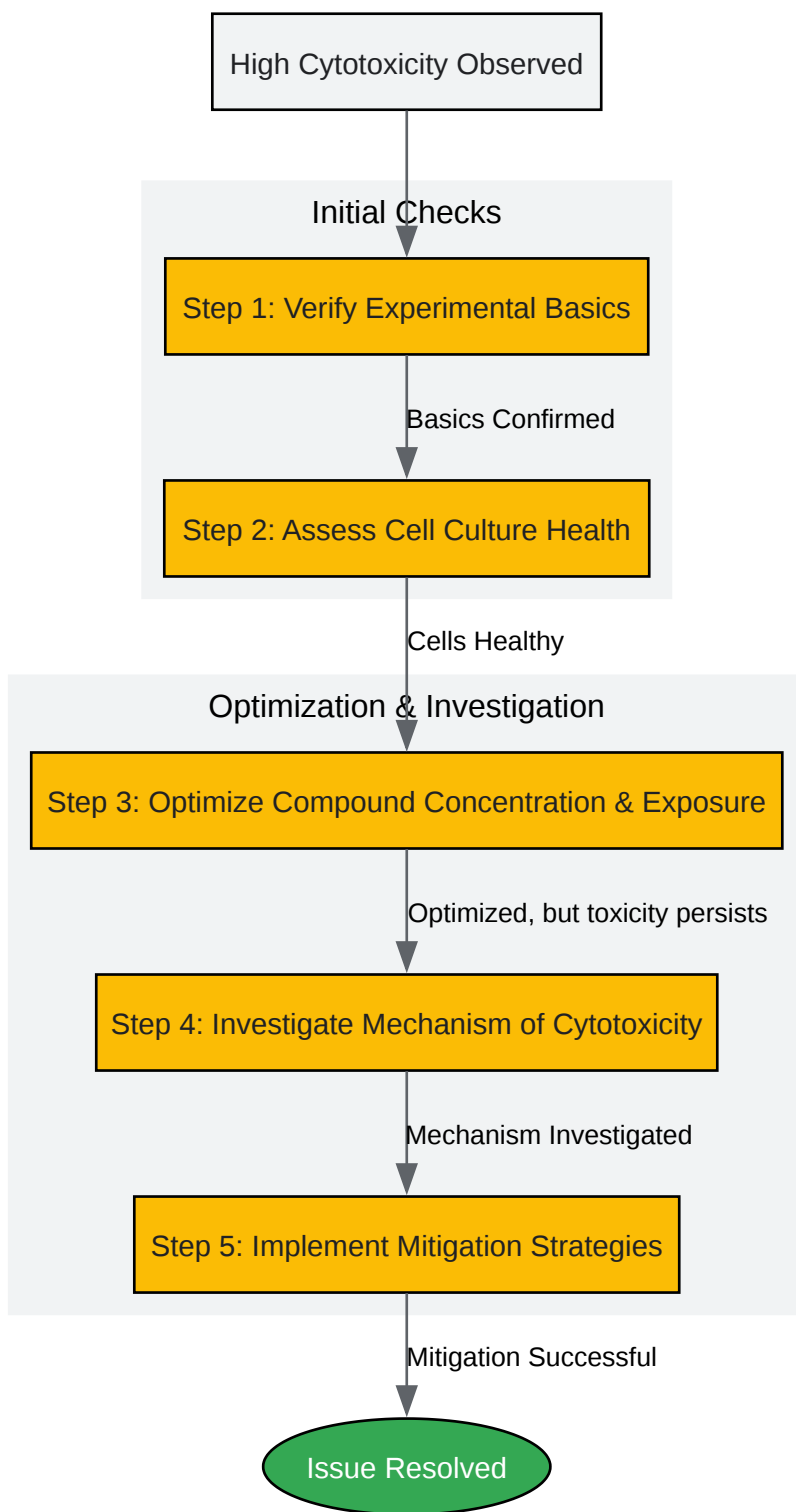 High Cytotoxicity Observed
Initial Checks
Step 1: Verify Experimental Basics
Basics Confirmed
Step 2: Assess Cell Culture Health
Cells Healthy
Optimization & Investigation
Step 3: Optimize Compound Concentration & Exposure
Optimized, but toxicity persists
Step 4: Investigate Mechanism of Cytotoxicity
Mechanism Investigated
Step 5: Implement Mitigation Strategies
Mitigation Successful
Issue Resolved